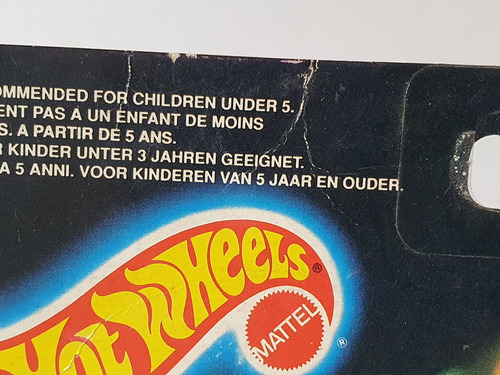 OMMENDED FOR CHILDREN UNDER 5.
ENT PAS À UN ENFANT DE MOINS
S. A PARTIR DE 5 ANS.
R KINDER UNTER 3 JAHREN GEEIGNET.
A 5 ANNI. VOOR KINDEREN VAN 5 JAAR EN OUDER.
HOT WHEELS®
MATTEL ®